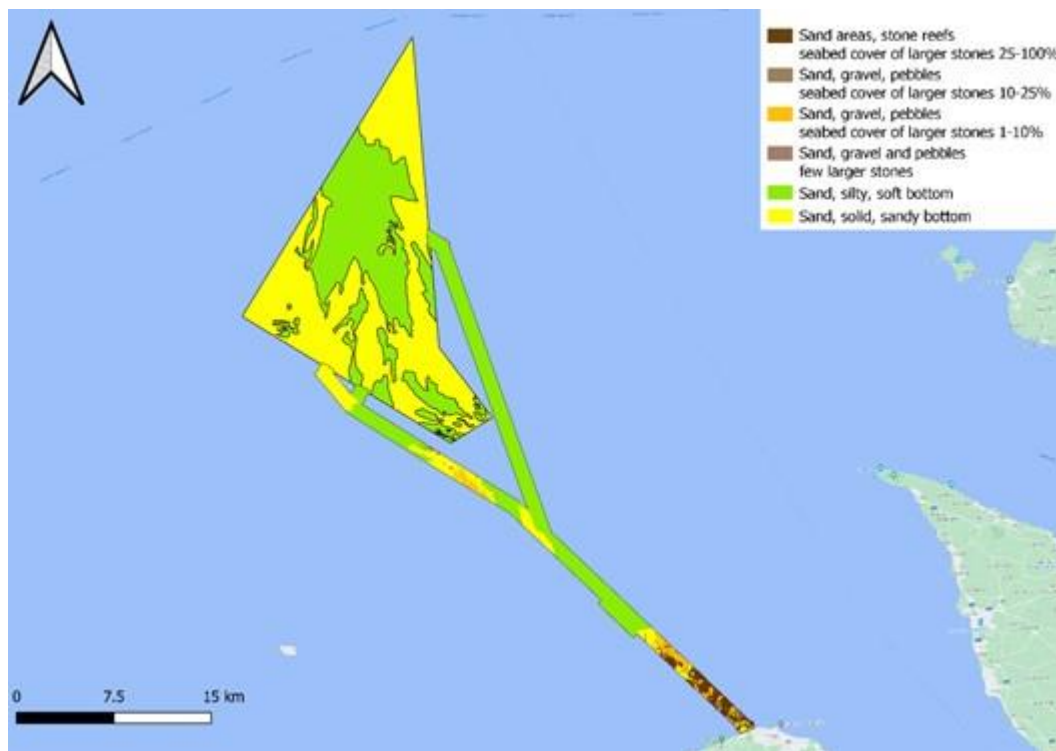 Sand areas, stone reefs
seabed cover of larger stones 25-100%
Sand, gravel, pebbles
seabed cover of larger stones 10-25%
Sand, gravel, pebbles
seabed cover of larger stones 1-10%
Sand, gravel and pebbles
few larger stones
Sand, silty, soft bottom
Sand, solid, sandy bottom
0 7.5 15 km